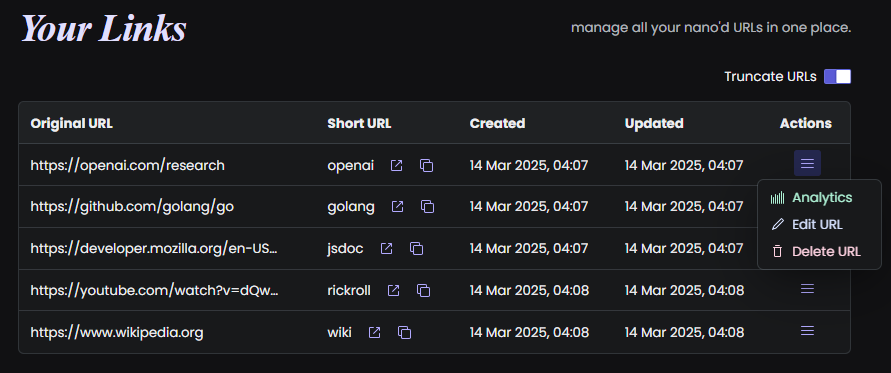 Your Links
manage all your nano'd URLs in one place.
Truncate URLs
Original URL Short URL Created Updated Actions
https://openai.com/research openai 14 Mar 2025, 04:07 14 Mar 2025, 04:07
https://github.com/golang/go golang 14 Mar 2025, 04:07 14 Mar 2025, 04:07
https://developer.mozilla.org/en-US... jsdoc 14 Mar 2025, 04:07 14 Mar 2025, 04:07
https://youtube.com/watch?v=dQw... rickroll 14 Mar 2025, 04:08 14 Mar 2025, 04:08
https://www.wikipedia.org wiki 14 Mar 2025, 04:08 14 Mar 2025, 04:08
Analytics
Edit URL
Delete URL